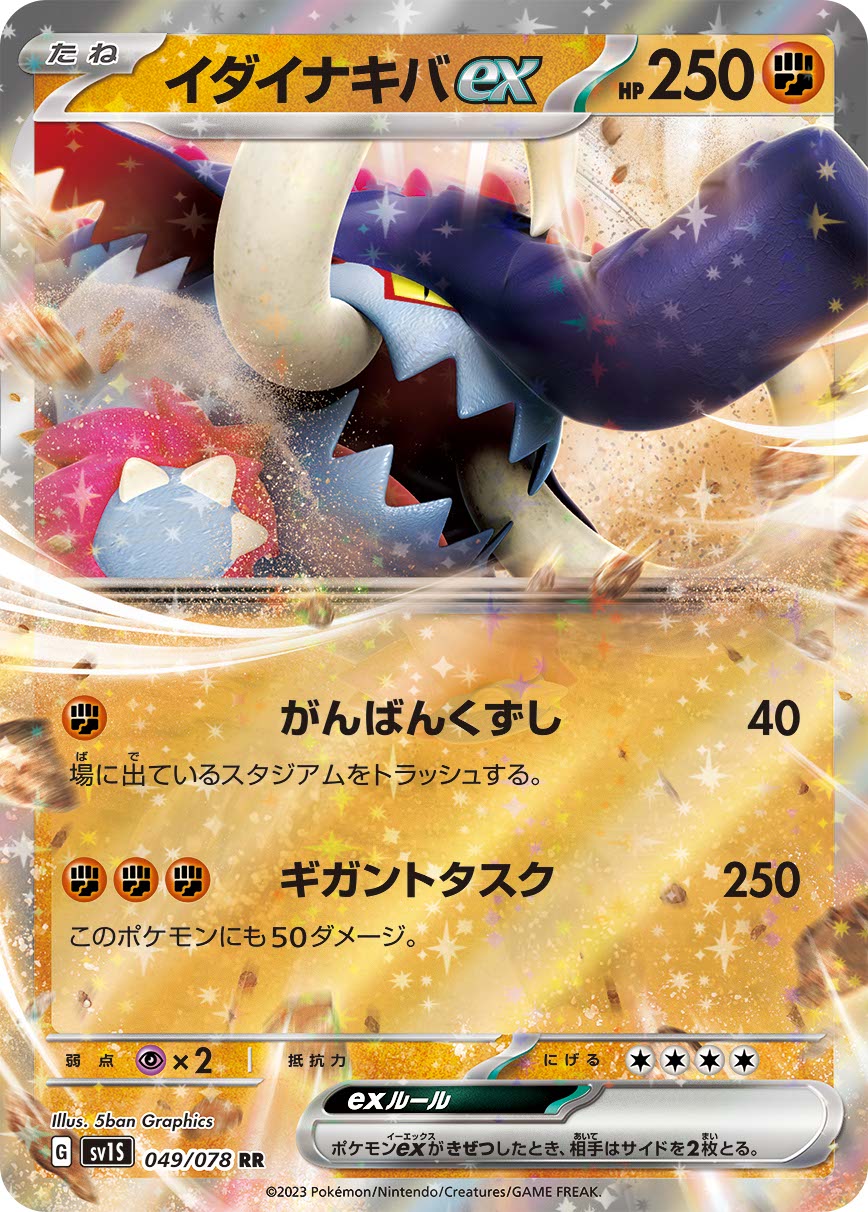 たね イダイナキバex HP 250
がんばんくずし 40
場に出ているスタジアムをトラッシュする。
ギガントタスク 250
このポケモンにも50ダメージ。
弱点 ×2 抵抗力 にげる
Illus. 5ban Graphics
exルール
ポケモンexがきぜつしたとき、相手はサイドを2枚とる。
G sv1S 049/078 RR
©2023 Pokémon/Nintendo/Creatures/GAME FREAK.